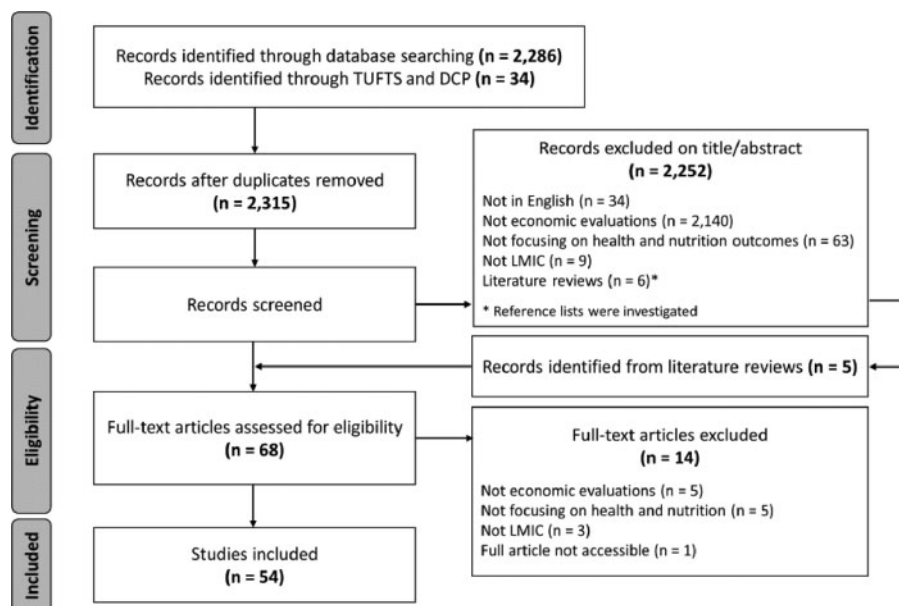 Identification
Records identified through database searching (n = 2,286)
Records identified through TUFTS and DCP (n = 34)
Screening
Records after duplicates removed
(n = 2,315)
Records screened
Records excluded on title/abstract
(n = 2,252)
Not in English (n = 34)
Not economic evaluations (n = 2,140)
Not focusing on health and nutrition outcomes (n = 63)
Not LMIC (n = 9)
Literature reviews (n = 6)*
* Reference lists were investigated
Eligibility
Records identified from literature reviews (n = 5)
Full-text articles assessed for eligibility
(n = 68)
Full-text articles excluded
(n = 14)
Not economic evaluations (n = 5)
Not focusing on health and nutrition (n = 5)
Not LMIC (n = 3)
Full article not accessible (n = 1)
Included
Studies included
(n = 54)